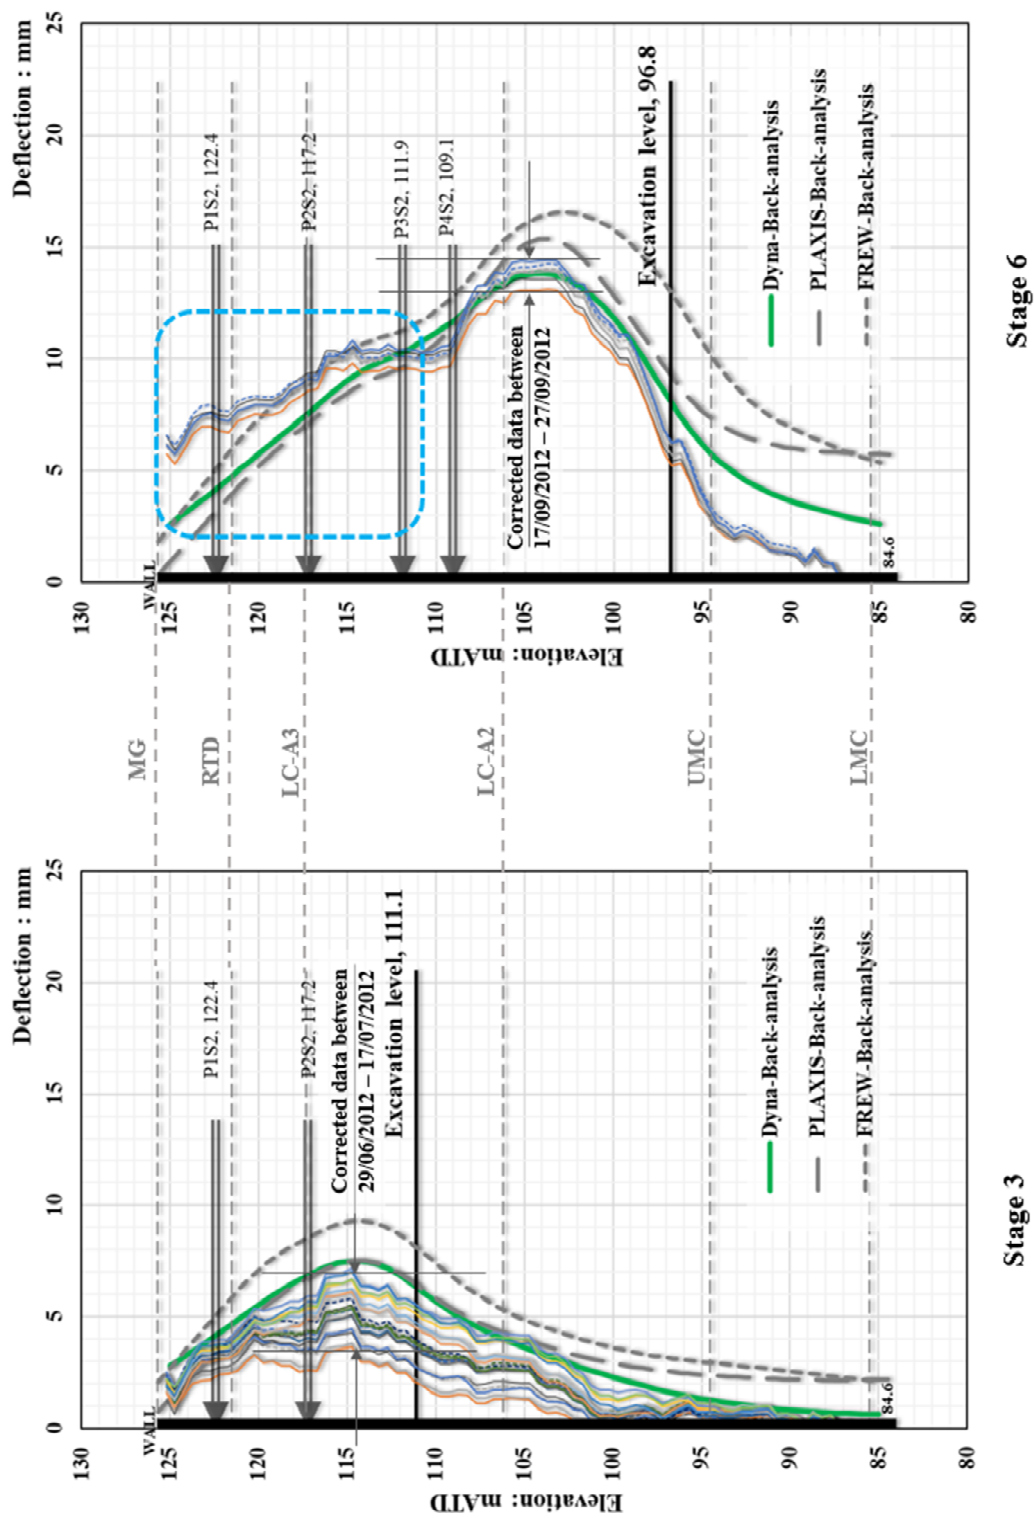 Deflection : mm
0
5
10
15
20
25
130
125
120
115
110
105
100
95
90
85
80
Elevation: mATD
WALL
P1S2, 122.4
P2S2, 117.2
Corrected data between
29/06/2012 – 17/07/2012
Excavation level, 111.1
Dyna-Back-analysis
PLAXIS-Back-analysis
FREW-Back-analysis
84.6
Stage 3
MG
RTD
LC-A3
LC-A2
UMC
LMC
Deflection : mm
0
5
10
15
20
25
130
125
120
115
110
105
100
95
90
85
80
Elevation: mATD
WALL
P1S2, 122.4
P2S2, 117.2
P3S2, 111.9
P4S2, 109.1
Corrected data between
17/09/2012 – 27/09/2012
Excavation level, 96.8
Dyna-Back-analysis
PLAXIS-Back-analysis
FREW-Back-analysis
84.6
Stage 6